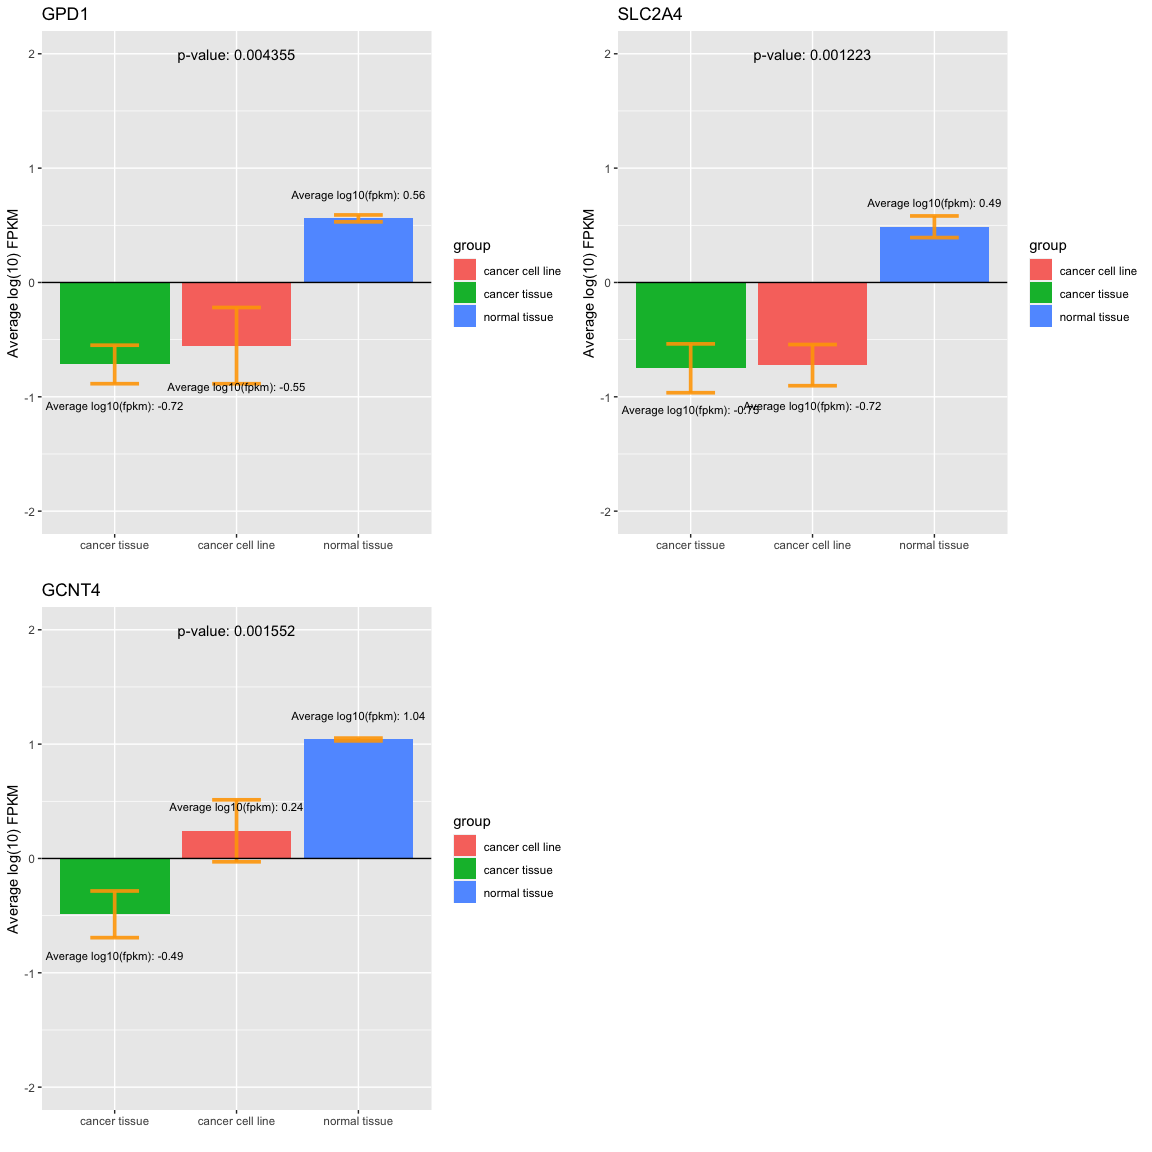 GPD1
p-value: 0.004355
Average log10(fpkm): 0.56
Average log10(fpkm): -0.55
Average log10(fpkm): -0.72
2
1
0
-1
-2
Average log(10) FPKM
cancer tissue
cancer cell line
normal tissue
group
cancer cell line
cancer tissue
normal tissue
SLC2A4
p-value: 0.001223
Average log10(fpkm): 0.49
Average log10(fpkm): -0.75
Average log10(fpkm): -0.72
2
1
0
-1
-2
Average log(10) FPKM
cancer tissue
cancer cell line
normal tissue
group
cancer cell line
cancer tissue
normal tissue
GCNT4
p-value: 0.001552
Average log10(fpkm): 1.04
Average log10(fpkm): 0.24
Average log10(fpkm): -0.49
2
1
0
-1
-2
Average log(10) FPKM
cancer tissue
cancer cell line
normal tissue
group
cancer cell line
cancer tissue
normal tissue